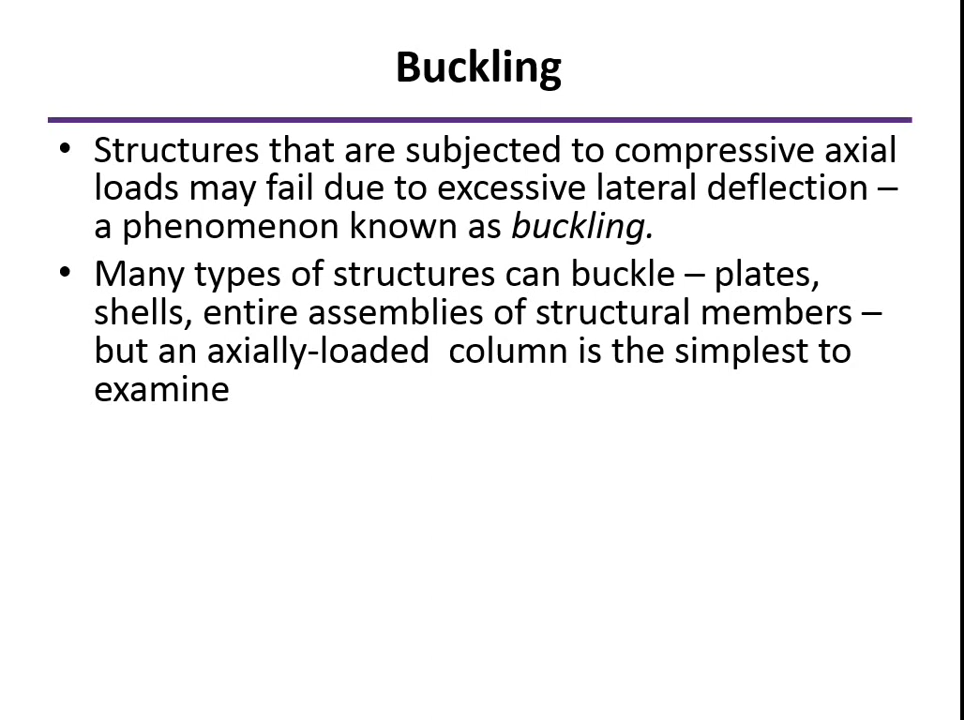 Buckling
• Structures that are subjected to compressive axial
loads may fail due to excessive lateral deflection –
a phenomenon known as buckling.
• Many types of structures can buckle – plates,
shells, entire assemblies of structural members –
but an axially-loaded  column is the simplest to
examine